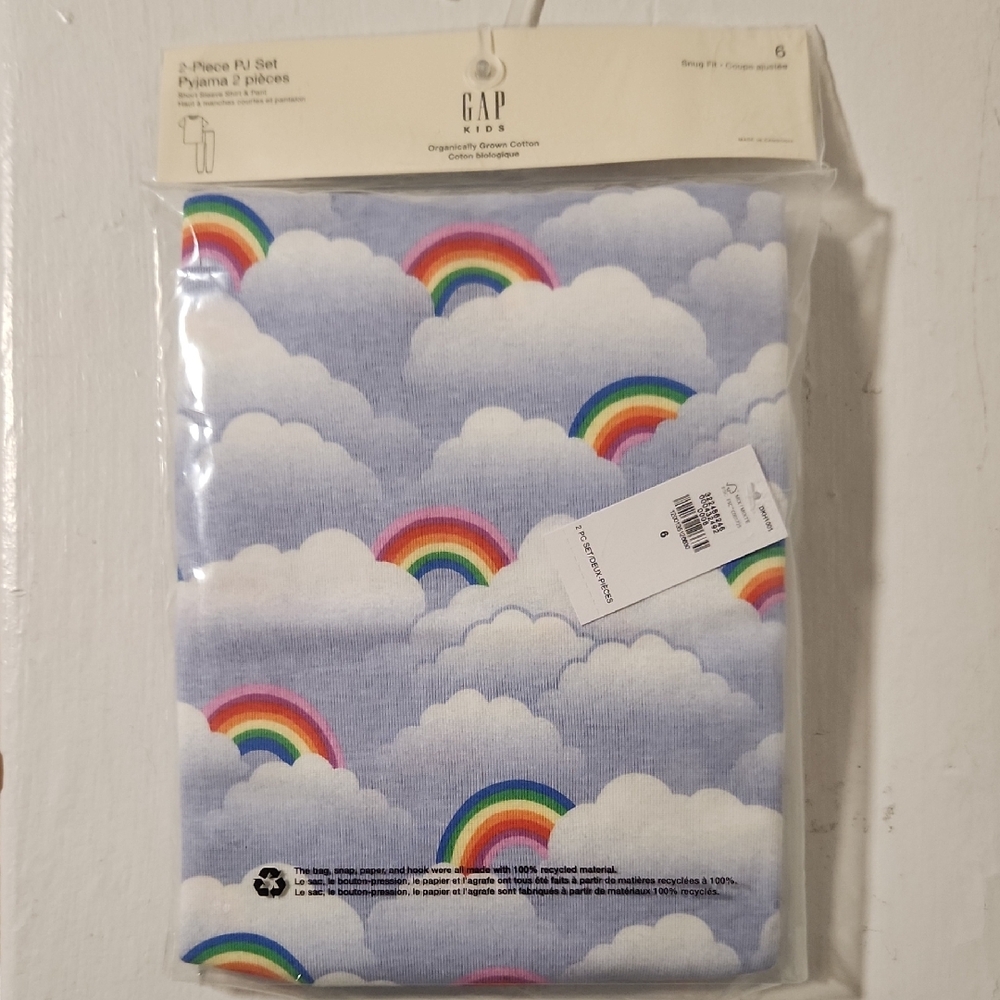 2-Piece PJ Set
Pyjama 2 pièces
Short Sleeve Shirt & Pant
Haut à manches courtes et pantalon
GAP
KIDS
Organically Grown Cotton
Coton biologique
6
Snug Fit - Coupe ajustée
2 PC SET/DEUX-PIÈCES
6
The bag, snap, paper, and hook were all made with 100% recycled material.
Le sac, le bouton-pression, le papier et l'agrafe ont tous été faits à partir de matières recyclées à 100%.
Le sac, le bouton-pression, le papier et l'agrafe sont fabriqués à partir de matériaux 100% recyclés.